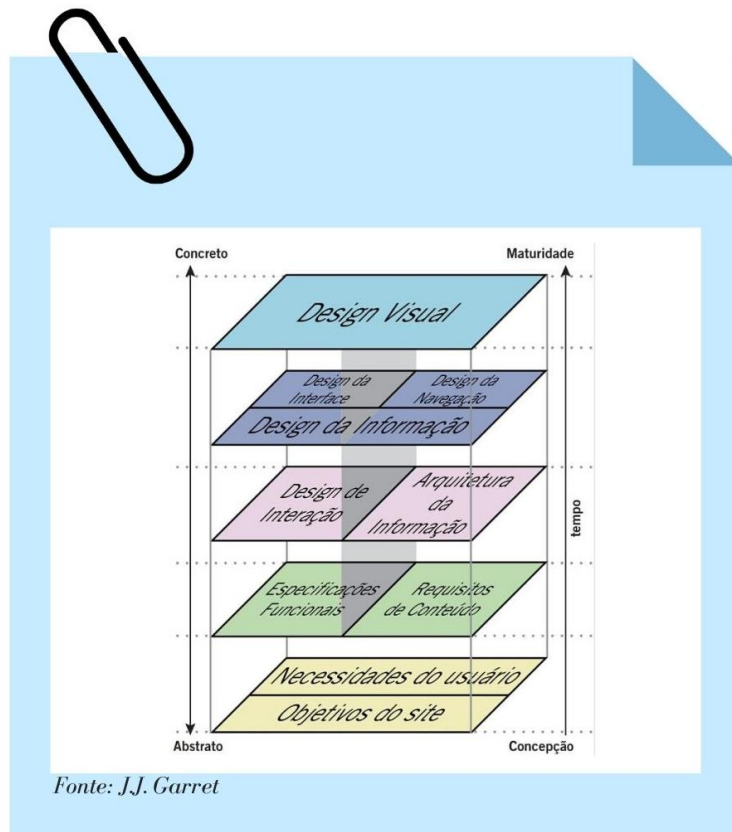 Concreto
Maturidade
Design Visual
Design da
Interface
Design da
Navegação
Design da Informação
Design de
Interação
Arquitetura
da
Informação
tempo
Especificações
Funcionais
Requisitos
de Conteúdo
Necessidades do usuário
Objetivos do site
Abstrato
Concepção
Fonte: J.J. Garret